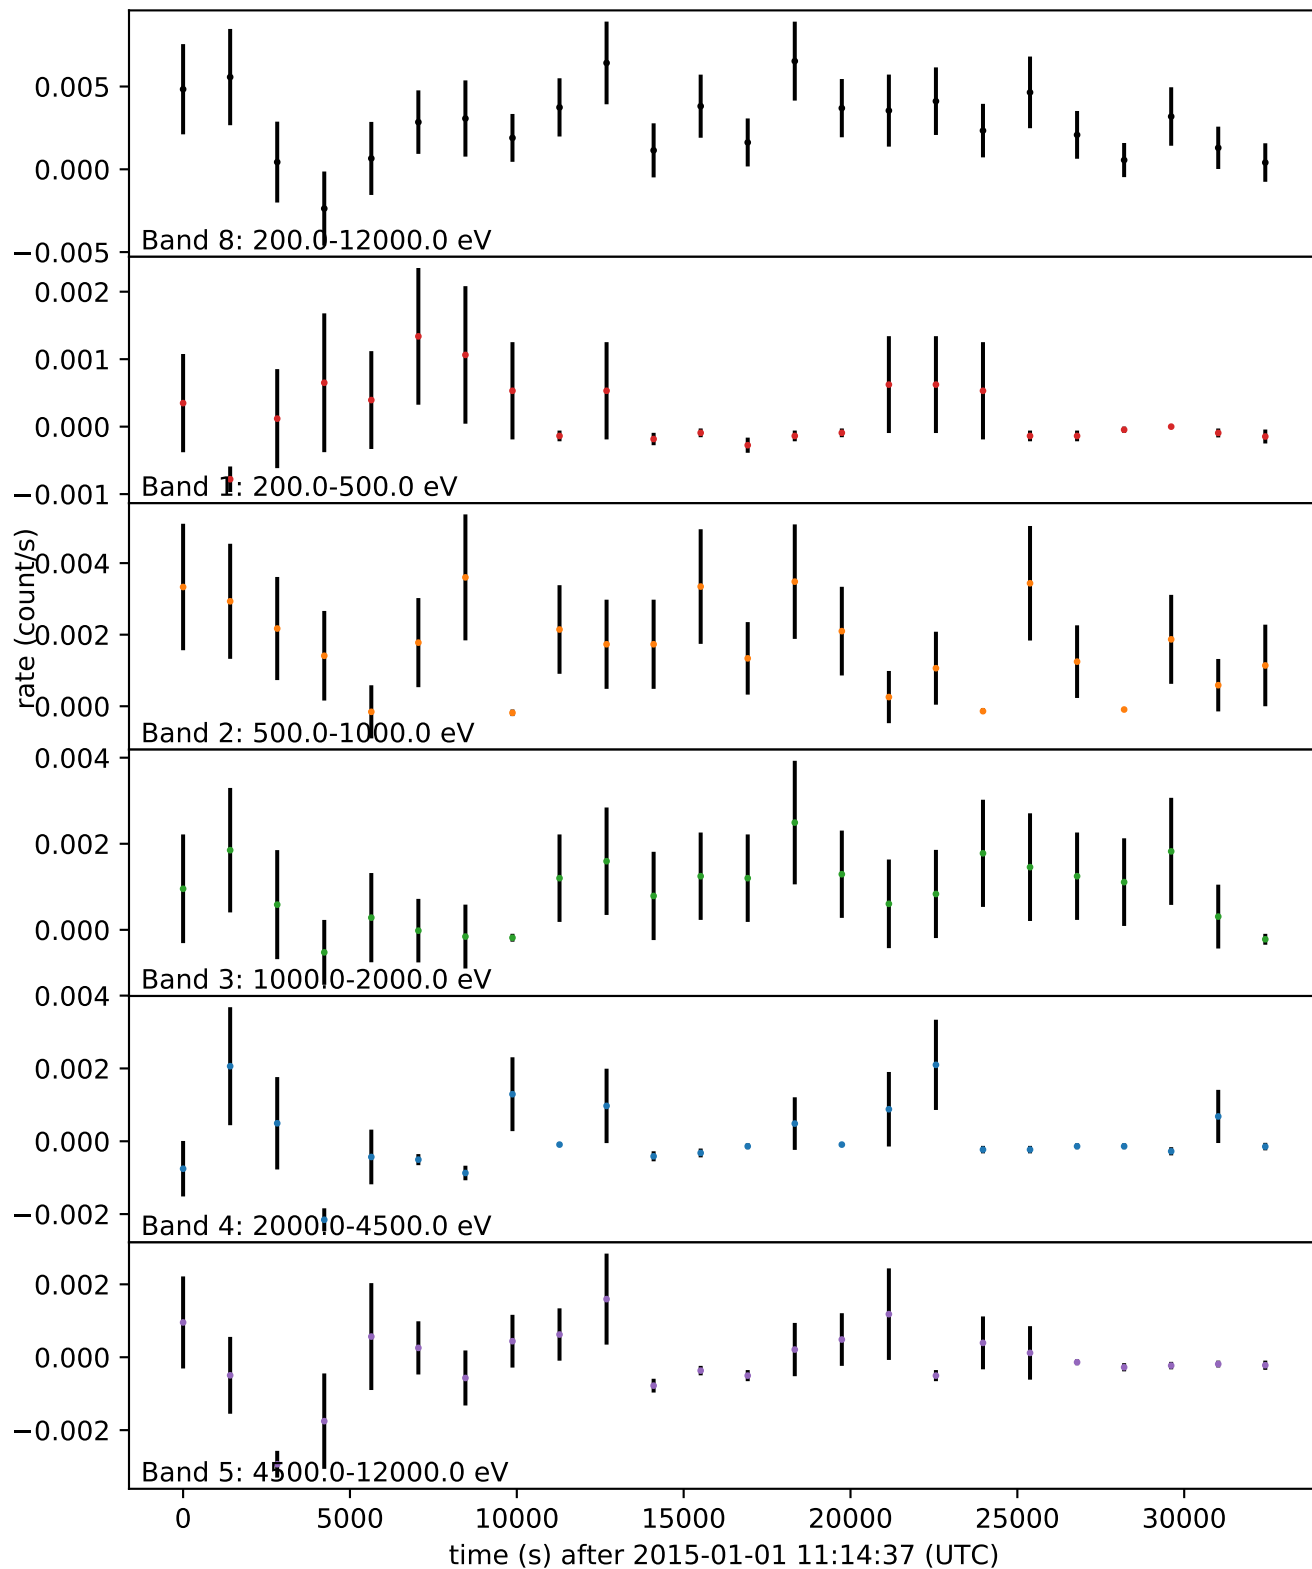 0.005
0.000
−0.005
Band 8: 200.0-12000.0 eV
0.002
0.001
0.000
−0.001
Band 1: 200.0-500.0 eV
rate (count/s)
0.004
0.002
0.000
Band 2: 500.0-1000.0 eV
0.004
0.002
0.000
Band 3: 1000.0-2000.0 eV
0.004
0.002
0.000
−0.002
Band 4: 2000.0-4500.0 eV
0.002
0.000
−0.002
Band 5: 4500.0-12000.0 eV
0 5000 10000 15000 20000 25000 30000
time (s) after 2015-01-01 11:14:37 (UTC)